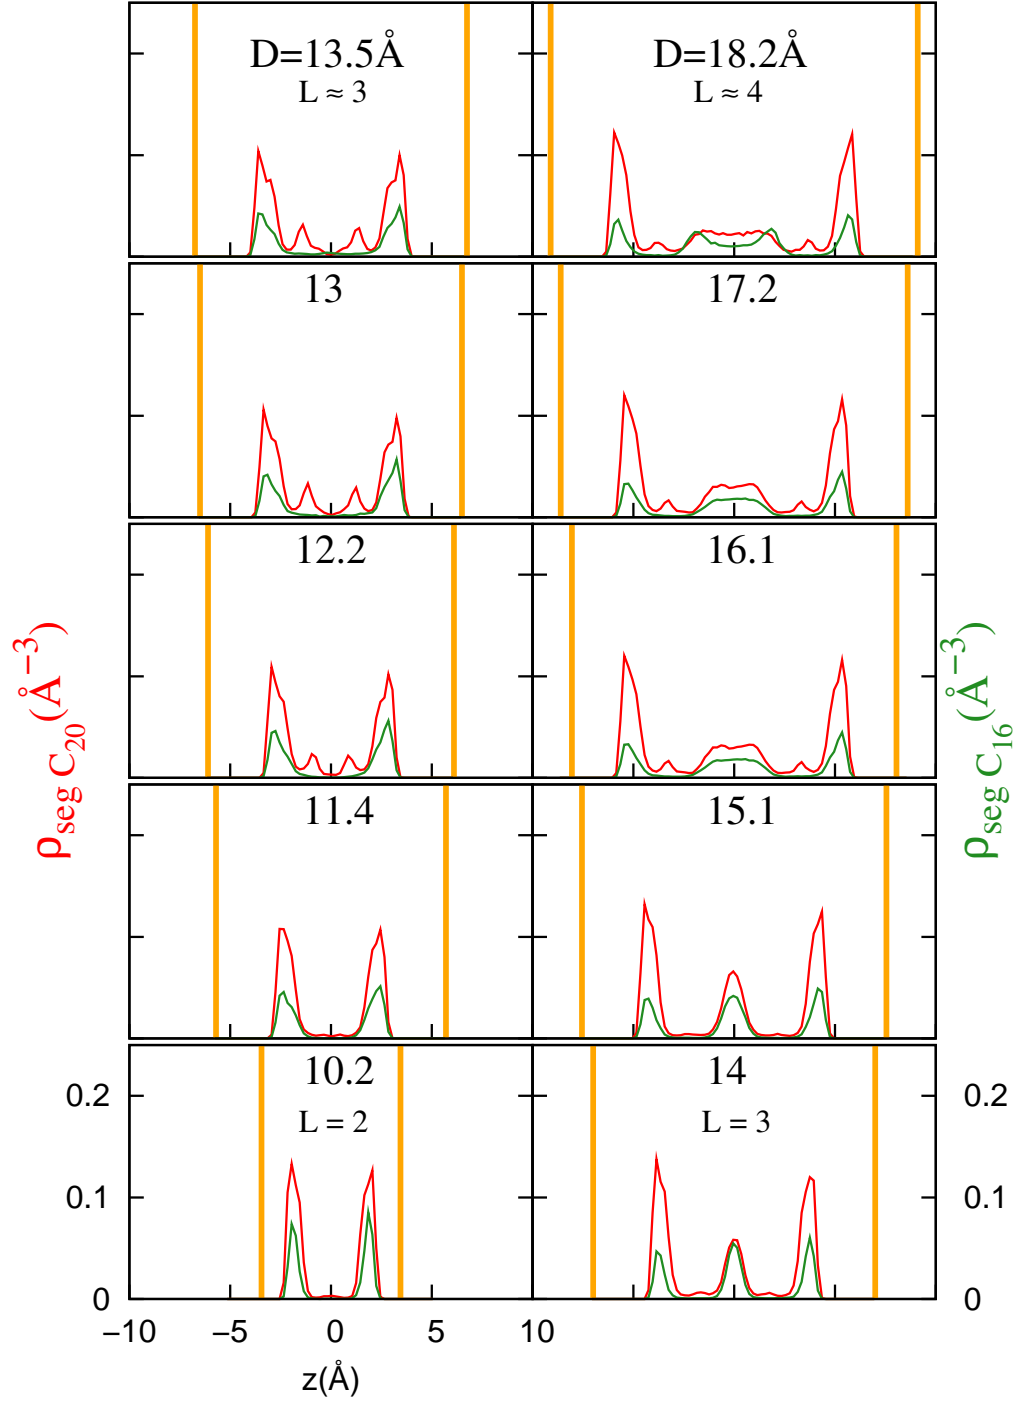 D=13.5Å
L ≈ 3
D=18.2Å
L ≈ 4
13
17.2
12.2
16.1
ρseg C20 (Å−3)
ρseg C16 (Å−3)
11.4
15.1
10.2
L = 2
14
L = 3
0.2
0.1
0
0.2
0.1
0
−10
−5
0
5
10
z(Å)